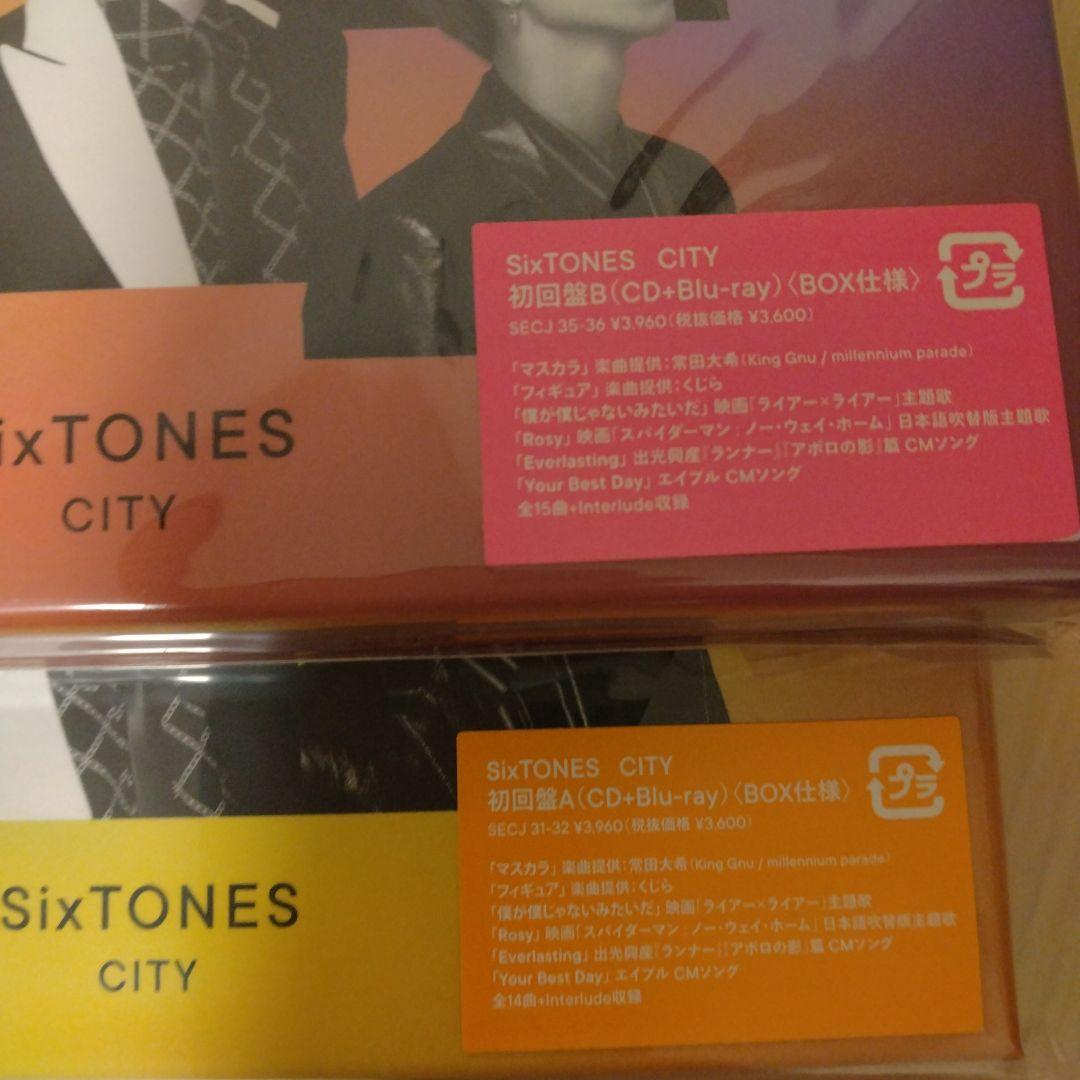 SixTONES CITY
初回盤B(CD+Blu-ray)〈BOX仕様〉
プラ
SECJ 35-36 ¥3,960(税抜価格 ¥3,600)
「マスカラ」楽曲提供:常田大希(King Gnu / millennium parade)
「フィギュア」楽曲提供:くじら
「僕が僕じゃないみたいだ」映画「ライアー×ライアー」主題歌
「Rosy」映画「スパイダーマン:ノー・ウェイ・ホーム」日本語吹替版主題歌
「Everlasting」出光興産『ランナー』『アポロの影』篇 CMソング
「Your Best Day」エイブル CMソング
全15曲+Interlude収録
ixTONES
CITY
SixTONES CITY
初回盤A(CD+Blu-ray)〈BOX仕様〉
プラ
SECJ 31-32 ¥3,960(税抜価格 ¥3,600)
「マスカラ」楽曲提供:常田大希(King Gnu / millennium parade)
「フィギュア」楽曲提供:くじら
「僕が僕じゃないみたいだ」映画「ライアー×ライアー」主題歌
「Rosy」映画「スパイダーマン:ノー・ウェイ・ホーム」日本語吹替版主題歌
「Everlasting」出光興産『ランナー』『アポロの影』篇 CMソング
「Your Best Day」エイブル CMソング
全14曲+Interlude収録
SixTONES
CITY